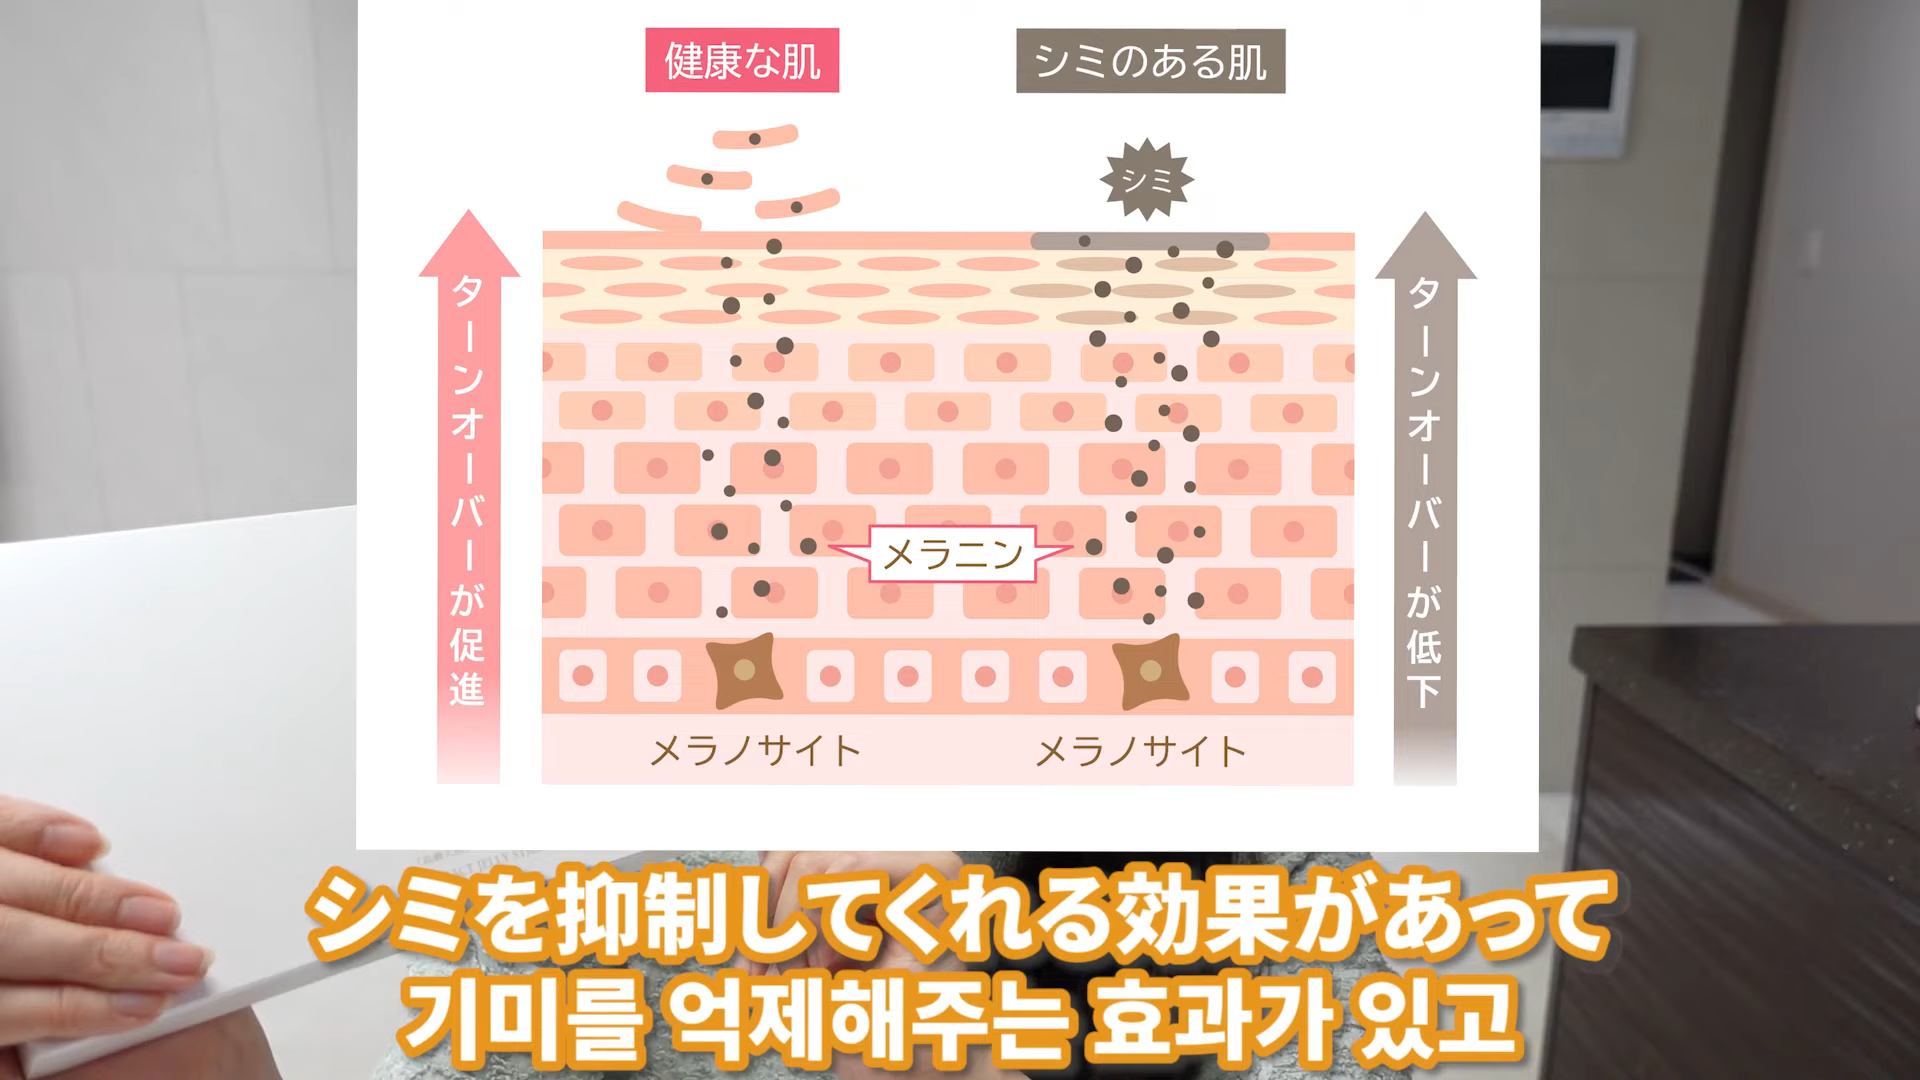 健康な肌
シミのある肌
シミ
ターンオーバーが促進
ターンオーバーが低下
メラニン
メラノサイト
メラノサイト
シミを抑制してくれる効果があって
기미를 억제해주는 효과가 있고